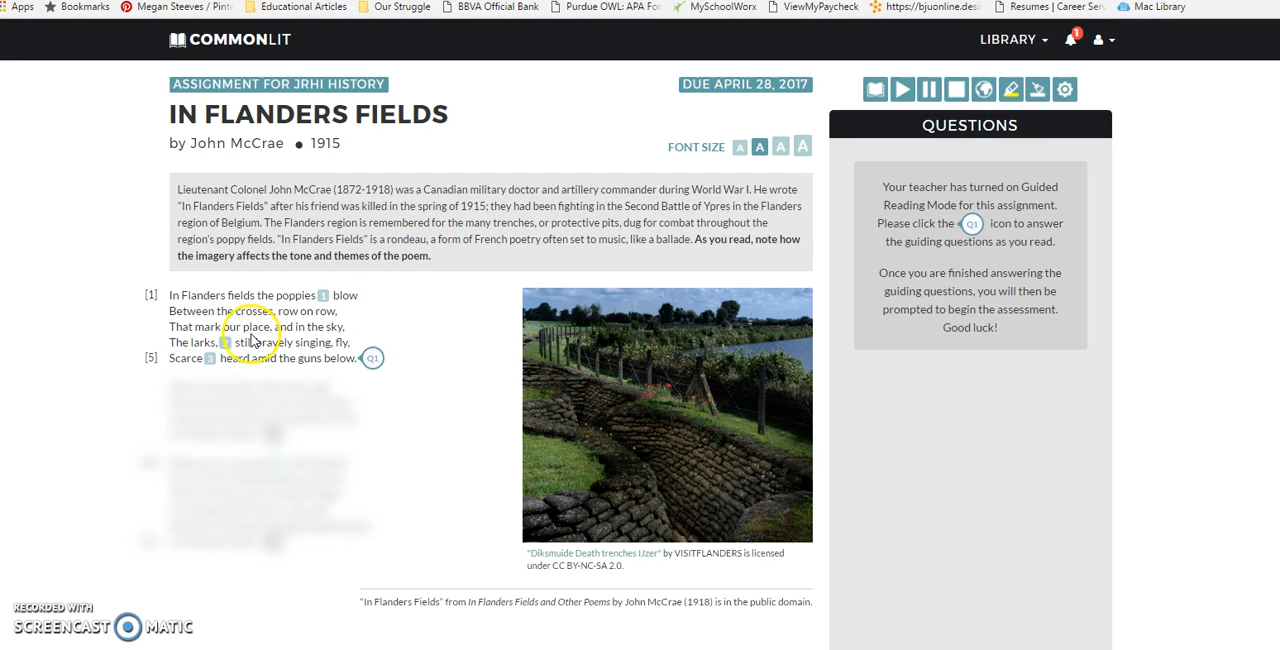 Apps Bookmarks Megan Steeves / Pint Educational Articles Our Struggle BBVA Official Bank Purdue OWL: APA For MySchoolWorx ViewMyPaycheck https://bjuonline.desi Resumes | Career Serv Mac Library
COMMONLIT LIBRARY 1
ASSIGNMENT FOR JRHI HISTORY DUE APRIL 28, 2017
IN FLANDERS FIELDS
by John McCrae ● 1915
FONT SIZE A A A A
Lieutenant Colonel John McCrae (1872-1918) was a Canadian military doctor and artillery commander during World War I. He wrote
"In Flanders Fields" after his friend was killed in the spring of 1915; they had been fighting in the Second Battle of Ypres in the Flanders
region of Belgium. The Flanders region is remembered for the many trenches, or protective pits, dug for combat throughout the
region's poppy fields. "In Flanders Fields" is a rondeau, a form of French poetry often set to music, like a ballade. As you read, note how
the imagery affects the tone and themes of the poem.
[1] In Flanders fields the poppies 1 blow
Between the crosses, row on row,
That mark our place, and in the sky,
The larks, still bravely singing, fly,
[5] Scarce 3 heard amid the guns below. Q1
"Diksmuide Death trenches IJzer" by VISITFLANDERS is licensed
under CC BY-NC-SA 2.0.
"In Flanders Fields" from In Flanders Fields and Other Poems by John McCrae (1918) is in the public domain.
QUESTIONS
Your teacher has turned on Guided
Reading Mode for this assignment.
Please click the Q1 icon to answer
the guiding questions as you read.
Once you are finished answering the
guiding questions, you will then be
prompted to begin the assessment.
Good luck!
RECORDED WITH
SCREENCAST MATIC